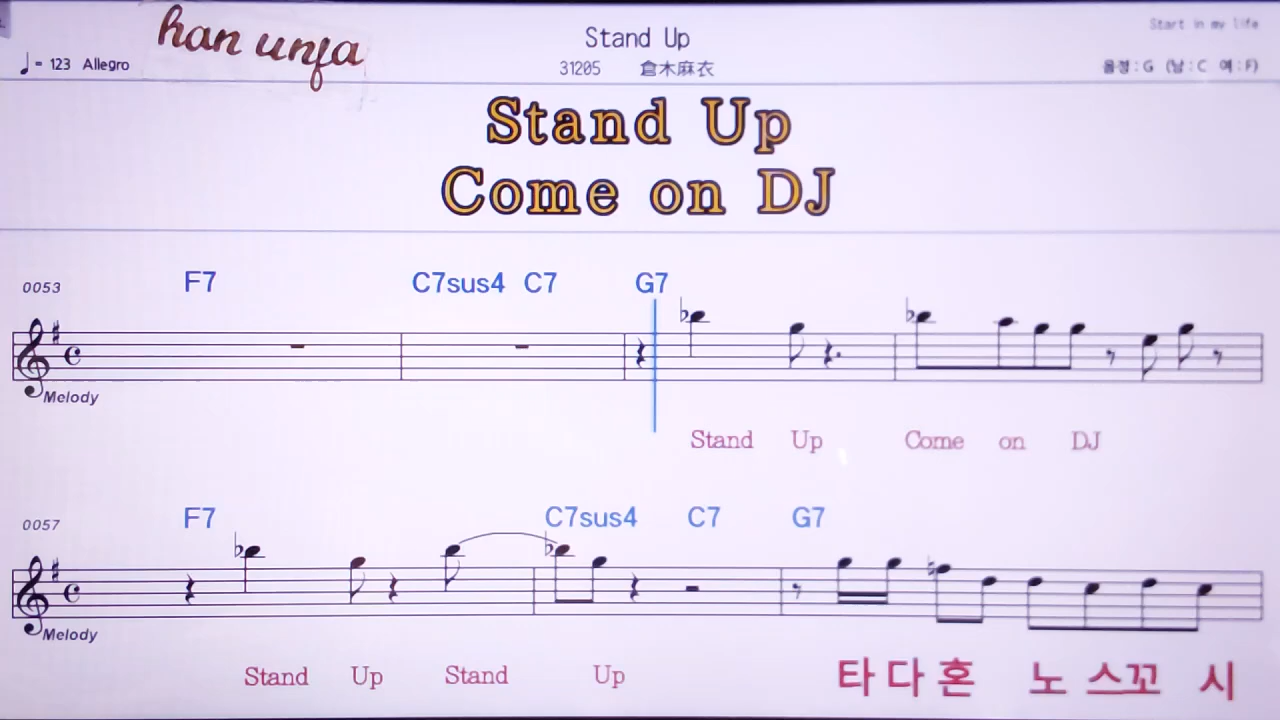 han unja
Stand Up
Start in my life
♩= 123 Allegro
31205 倉木麻衣
음정:G (남:C 여:F)
Stand Up
Come on DJ
0053 F7 C7sus4 C7 G7
Melody
Stand Up Come on DJ
0057 F7 C7sus4 C7 G7
Melody
Stand Up Stand Up 타 다 혼 노 스꼬 시